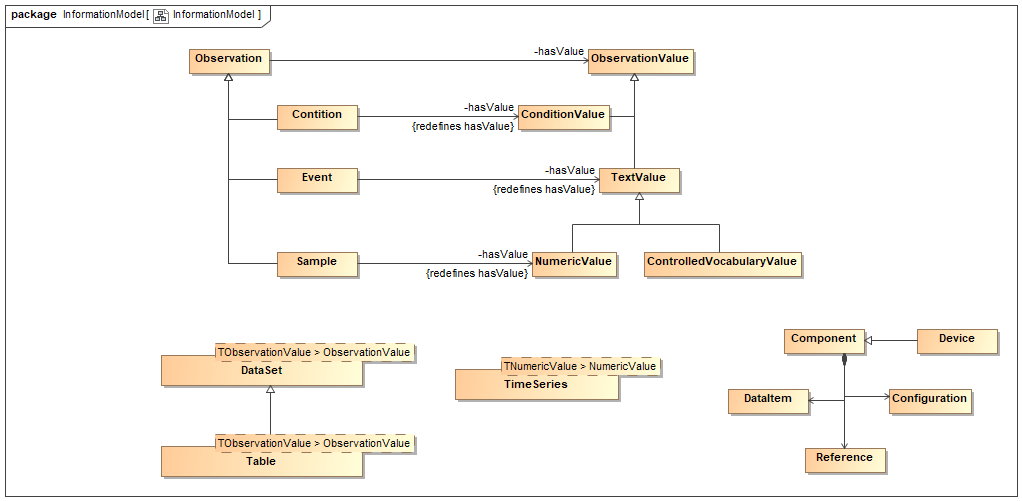 package InformationModel[ InformationModel ]
Observation
-hasValue
ObservationValue
Contition
-hasValue
{redefines hasValue}
ConditionValue
Event
-hasValue
{redefines hasValue}
TextValue
Sample
-hasValue
{redefines hasValue}
NumericValue
ControlledVocabularyValue
TObservationValue > ObservationValue
DataSet
TObservationValue > ObservationValue
Table
TNumericValue > NumericValue
TimeSeries
Component
Device
DataItem
Configuration
Reference